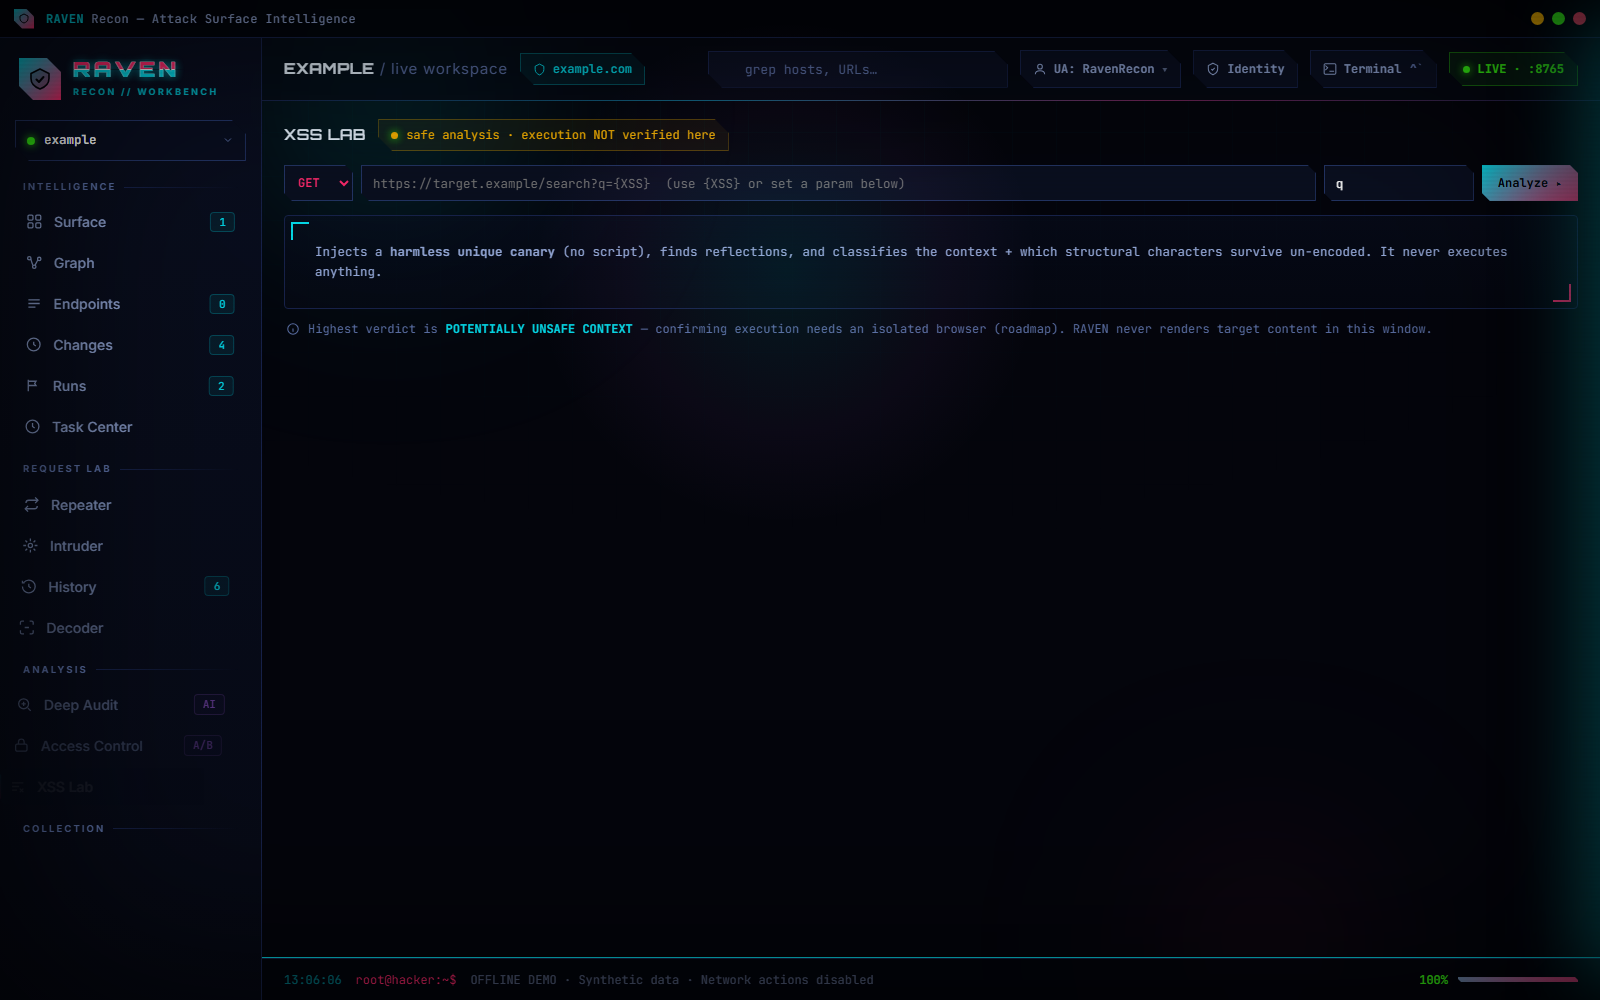 RAVEN Recon — Attack Surface Intelligence
RAVEN
RECON // WORKBENCH
example
INTELLIGENCE
Surface 1
Graph
Endpoints 0
Changes 4
Runs 2
Task Center
REQUEST LAB
Repeater
Intruder
History 6
Decoder
ANALYSIS
Deep Audit AI
Access Control A/B
XSS Lab
COLLECTION
EXAMPLE / live workspace
example.com
grep hosts, URLs…
UA: RavenRecon ▾
Identity
Terminal ^`
LIVE · :8765
XSS LAB
safe analysis · execution NOT verified here
GET
https://target.example/search?q={XSS}  (use {XSS} or set a param below)
q
Analyze ▸
Injects a harmless unique canary (no script), finds reflections, and classifies the context + which structural characters survive un-encoded. It never executes
anything.
Highest verdict is POTENTIALLY UNSAFE CONTEXT — confirming execution needs an isolated browser (roadmap). RAVEN never renders target content in this window.
13:06:06 root@hacker:~$ OFFLINE DEMO · Synthetic data · Network actions disabled
100%